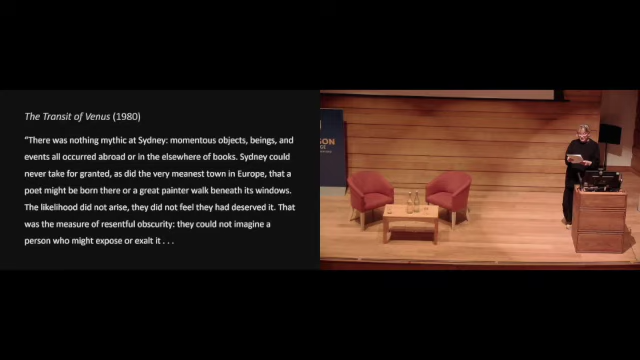 The Transit of Venus (1980)
“There was nothing mythic at Sydney: momentous objects, beings, and
events all occurred abroad or in the elsewhere of books. Sydney could
never take for granted, as did the very meanest town in Europe, that a
poet might be born there or a great painter walk beneath its windows.
The likelihood did not arise, they did not feel they had deserved it. That
was the measure of resentful obscurity: they could not imagine a
person who might expose or exalt it . . .